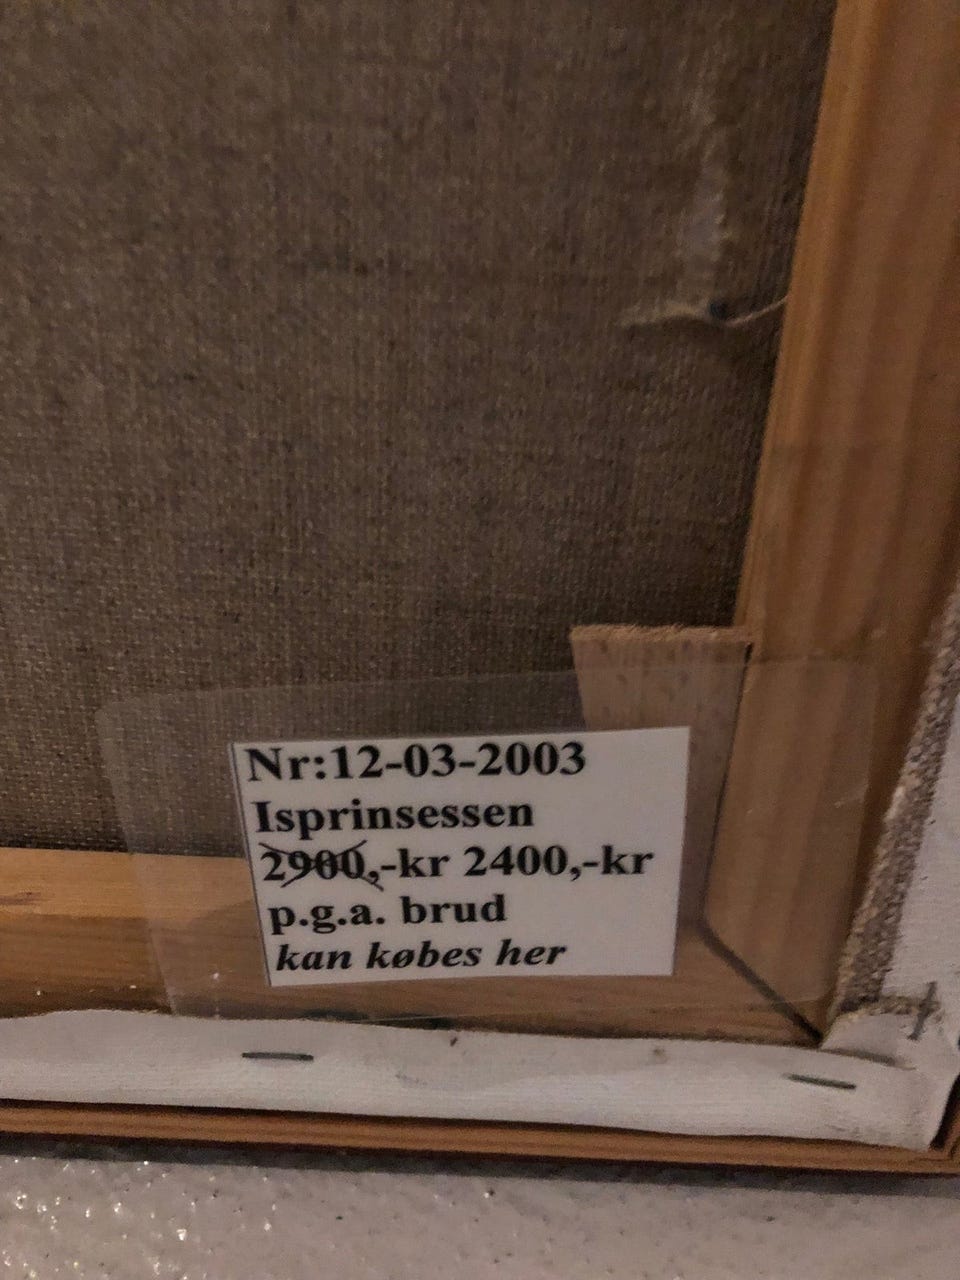 Nr:12-03-2003
Isprinsessen
2900,-kr 2400,-kr
p.g.a. brud
kan købes her